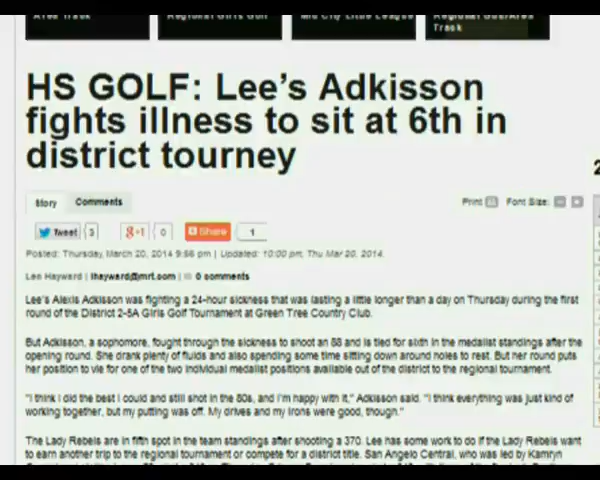 Area Track Regional Girls Golf Mid City Little League Regional Golf/Area
Track
HS GOLF: Lee's Adkisson
fights illness to sit at 6th in
district tourney
Story Comments Print Font Size:
Tweet 3 g+1 0 Share 1
Posted: Thursday, March 20, 2014 9:56 pm | Updated: 10:00 pm, Thu Mar 20, 2014.
Len Hayward | lhayward@mrt.com | 0 comments
Lee's Alexis Adkisson was fighting a 24-hour sickness that was lasting a little longer than a day on Thursday during the first
round of the District 2-5A Girls Golf Tournament at Green Tree Country Club.
But Adkisson, a sophomore, fought through the sickness to shoot an 88 and is tied for sixth in the medalist standings after the
opening round. She drank plenty of fluids and also spending some time sitting down around holes to rest. But her round puts
her position to vie for one of the two individual medalist positions available out of the district to the regional tournament.
"I think I did the best I could and still shot in the 80s, and I'm happy with it," Adkisson said. "I think everything was just kind of
working together, but my putting was off. My drives and my irons were good, though."
The Lady Rebels are in fifth spot in the team standings after shooting a 370. Lee has some work to do if the Lady Rebels want
to earn another trip to the regional tournament or compete for a district title. San Angelo Central, who was led by Kamryn
2